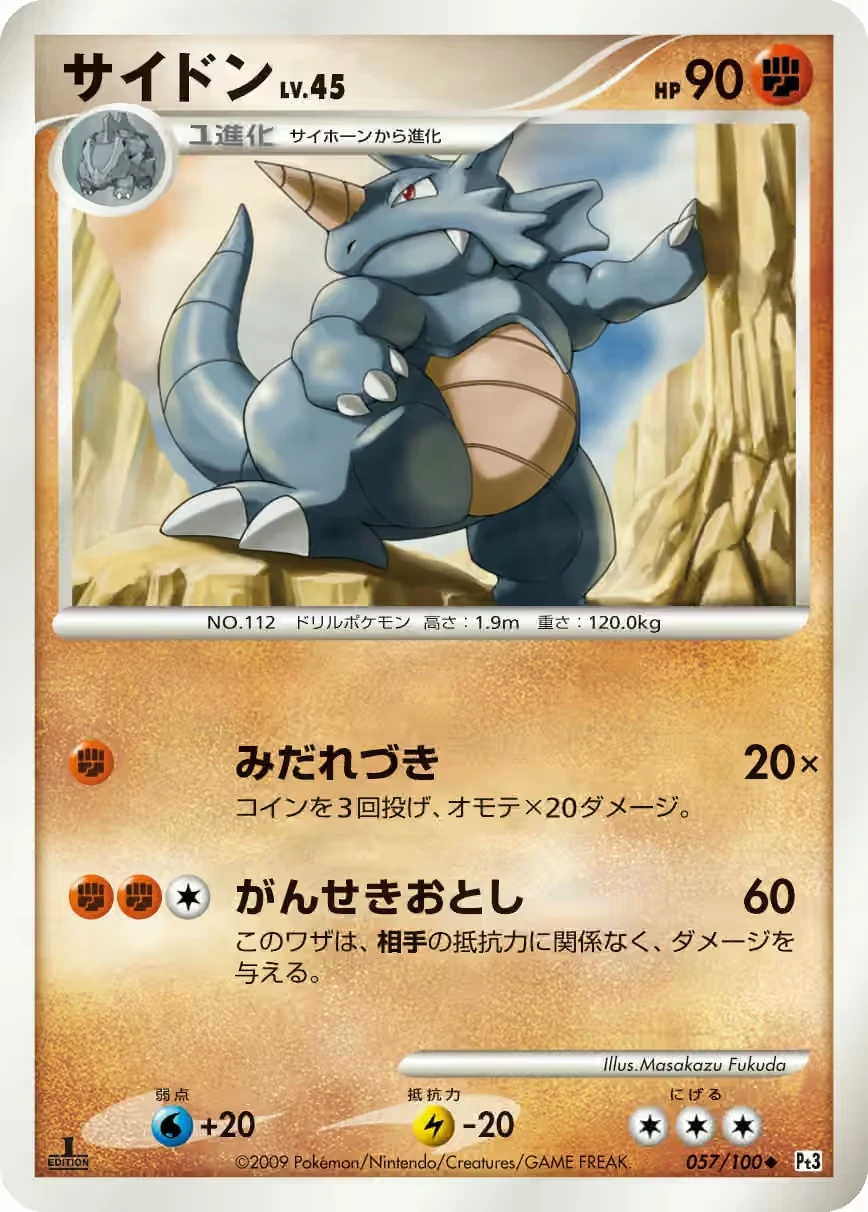 サイドン LV.45 HP 90
1進化 サイホーンから進化
NO.112 ドリルポケモン 高さ：1.9m 重さ：120.0kg
みだれづき 20×
コインを3回投げ、オモテ×20ダメージ。
がんせきおとし 60
このワザは、相手の抵抗力に関係なく、ダメージを
与える。
Illus.Masakazu Fukuda
弱点 抵抗力 にげる
+20 -20
1 EDITION ©2009 Pokémon/Nintendo/Creatures/GAME FREAK. 057/100◆ Pt3